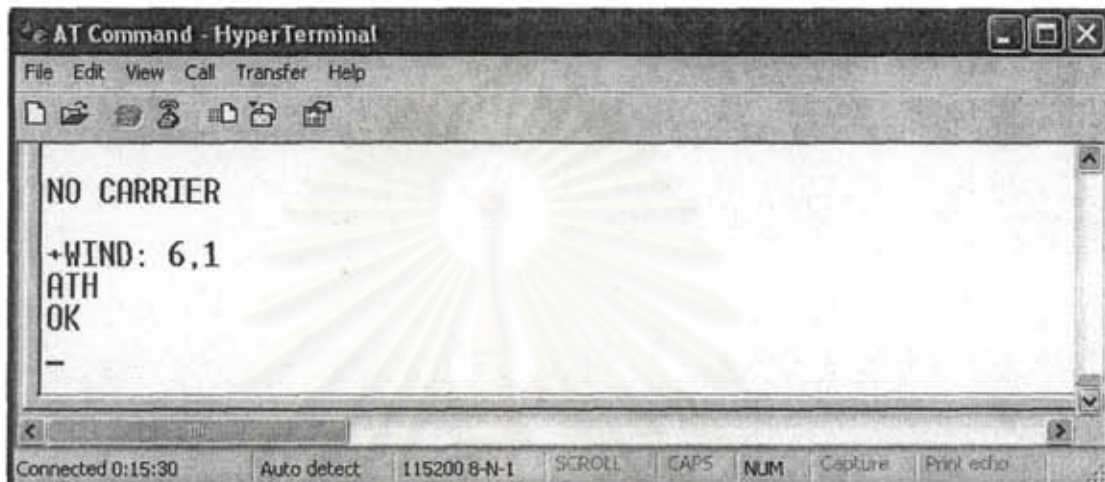 AT Command - HyperTerminal
File Edit View Call Transfer Help
NO CARRIER
+WIND: 6,1
ATH
OK
Connected 0:15:30 Auto detect 115200 8-N-1 SCROLL CAPS NUM Capture Print echo